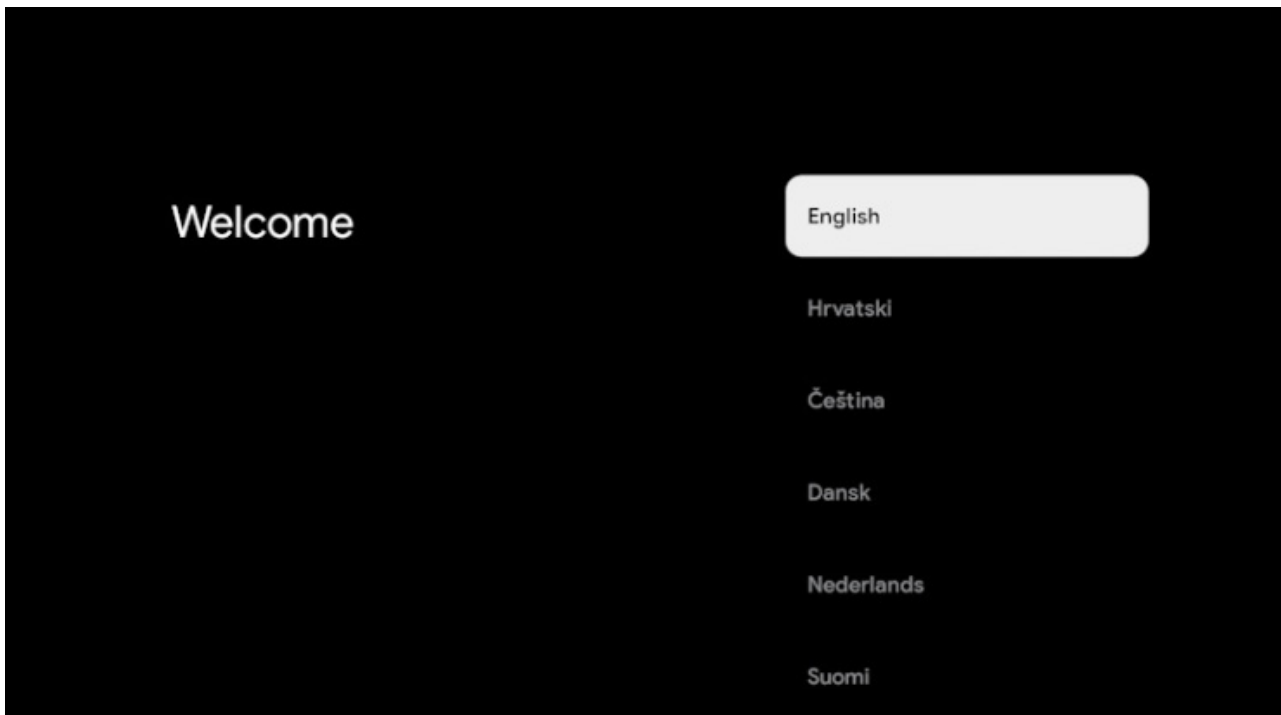 Welcome
English
Hrvatski
Čeština
Dansk
Nederlands
Suomi